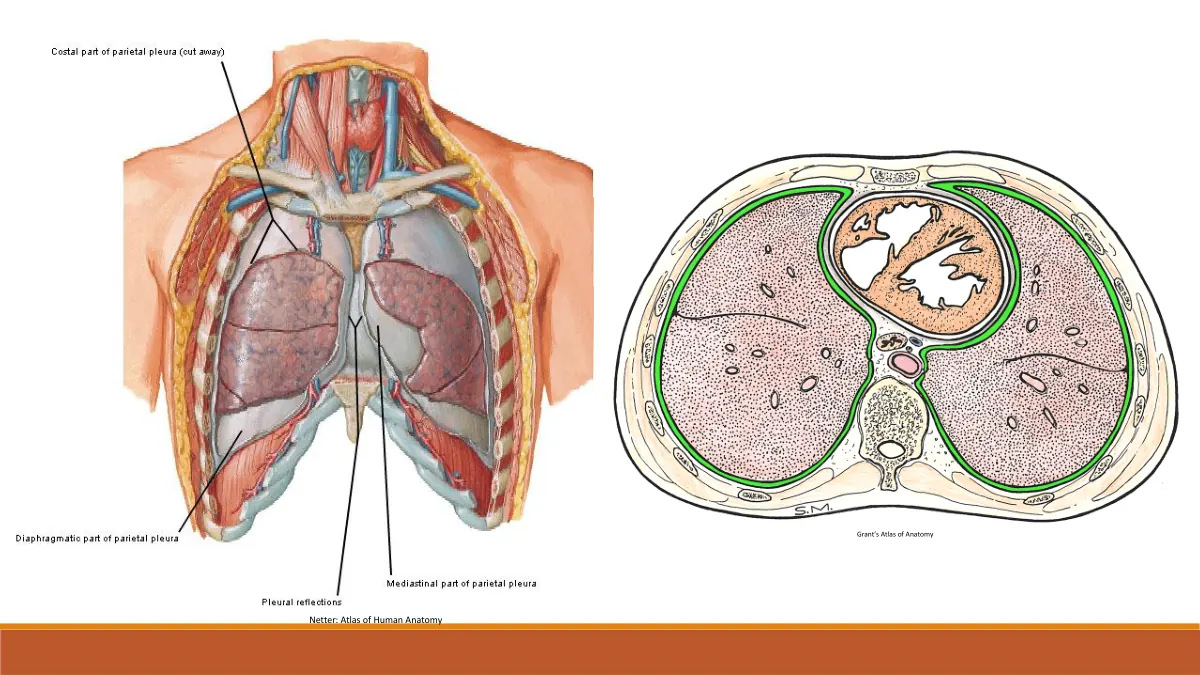 Costal part of parietal pleura (cut away)
Diaphragmatic part of parietal pleura
Mediastinal part of parietal pleura
Pleural reflections
Netter: Atlas of Human Anatomy
S.M.
Grant's Atlas of Anatomy